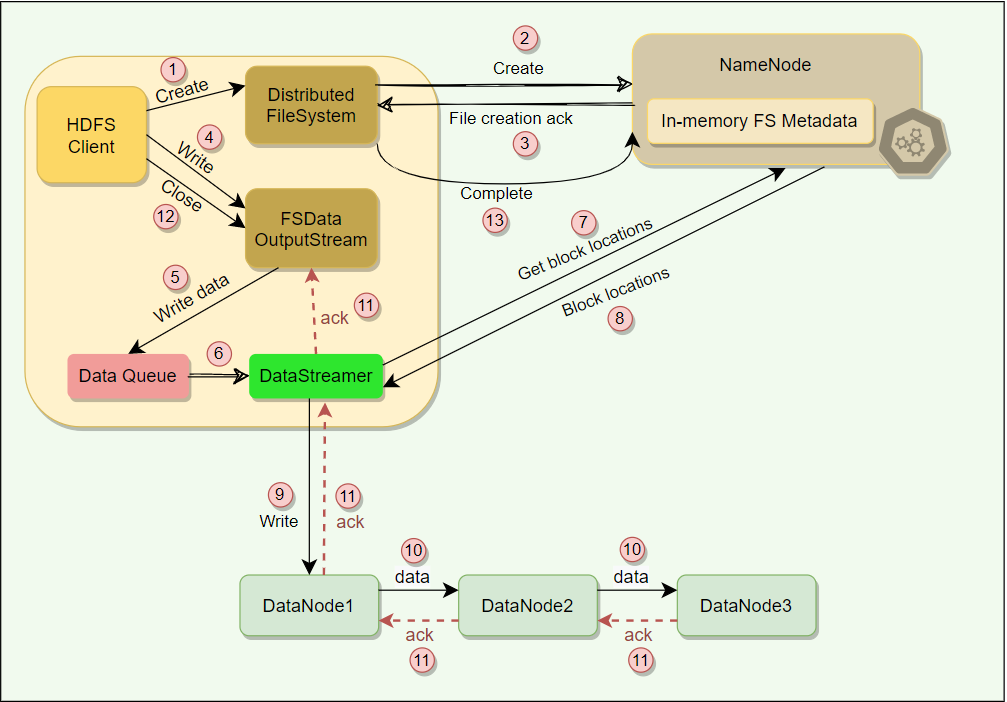 2
Create
NameNode
1
Create
Distributed
FileSystem
File creation ack
In-memory FS Metadata
HDFS
Client
4
Write
3
Close
12
Complete
13
FSData
OutputStream
7
Get block locations
5
Write data
11
ack
Block locations
8
6
Data Queue
DataStreamer
9
Write
11
ack
10
data
10
data
DataNode1
DataNode2
DataNode3
ack
11
ack
11